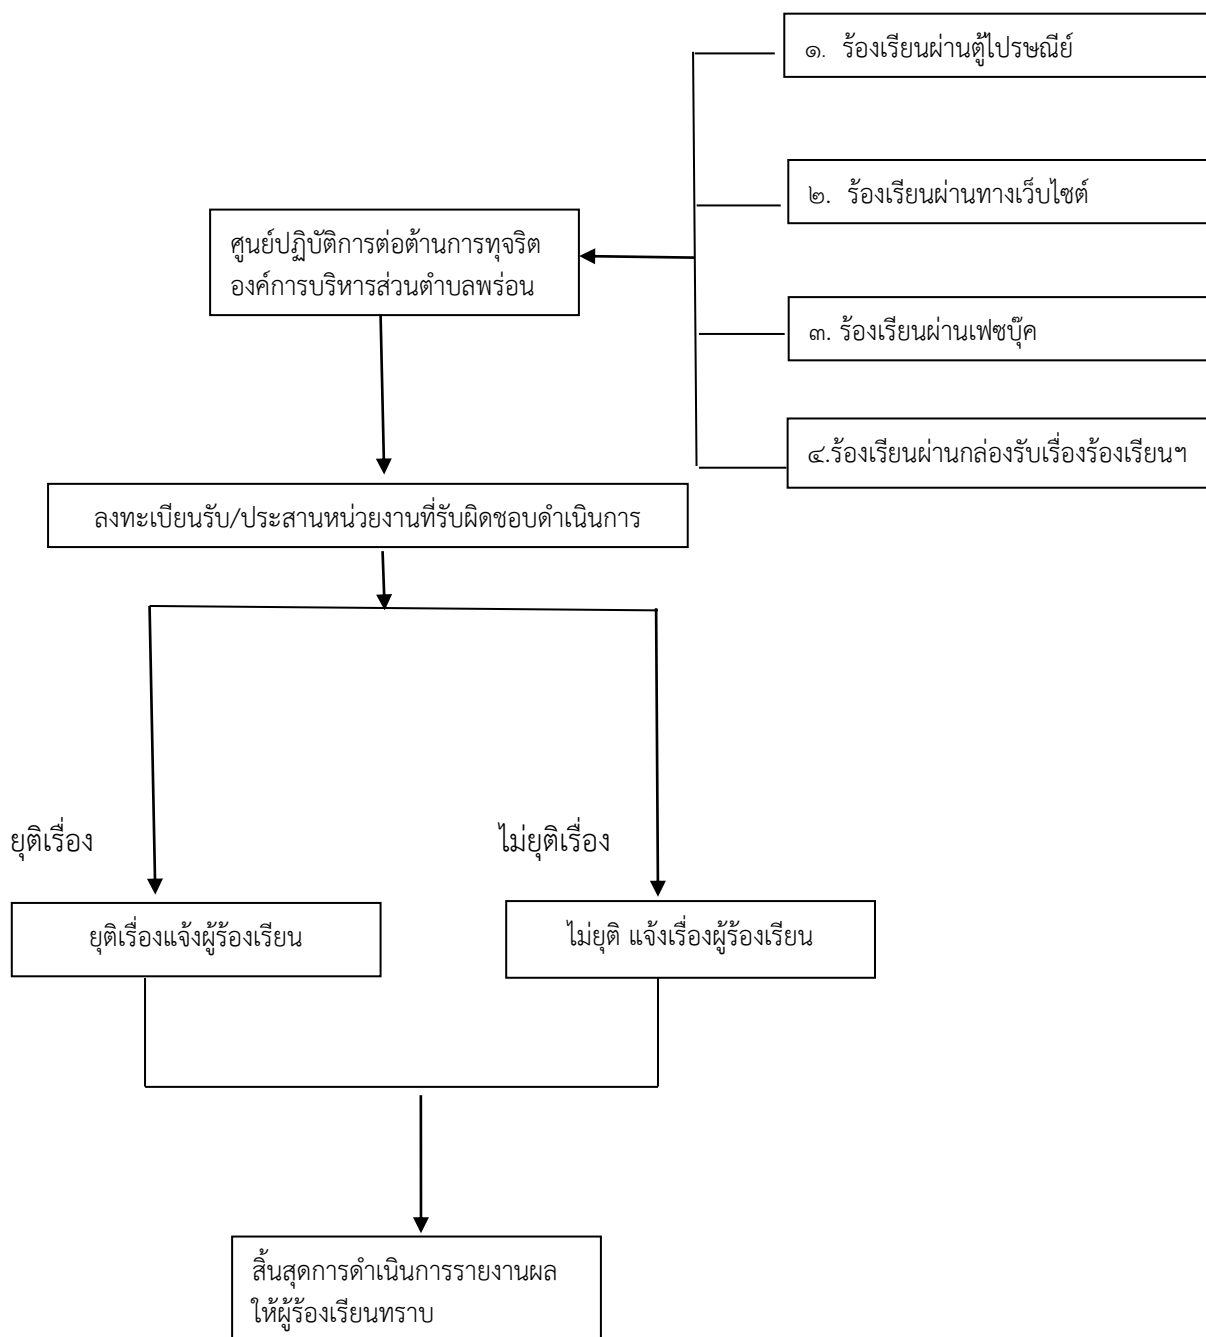 ๑. ร้องเรียนผ่านตู้ไปรษณีย์
๒. ร้องเรียนผ่านทางเว็บไซต์
ศูนย์ปฏิบัติการต่อต้านการทุจริต
องค์การบริหารส่วนตำบลพร่อน
๓. ร้องเรียนผ่านเฟซบุ๊ค
๔.ร้องเรียนผ่านกล่องรับเรื่องร้องเรียนฯ
ลงทะเบียนรับ/ประสานหน่วยงานที่รับผิดชอบดำเนินการ
ยุติเรื่อง
ไม่ยุติเรื่อง
ยุติเรื่องแจ้งผู้ร้องเรียน
ไม่ยุติ แจ้งเรื่องผู้ร้องเรียน
สิ้นสุดการดำเนินการรายงานผล
ให้ผู้ร้องเรียนทราบ